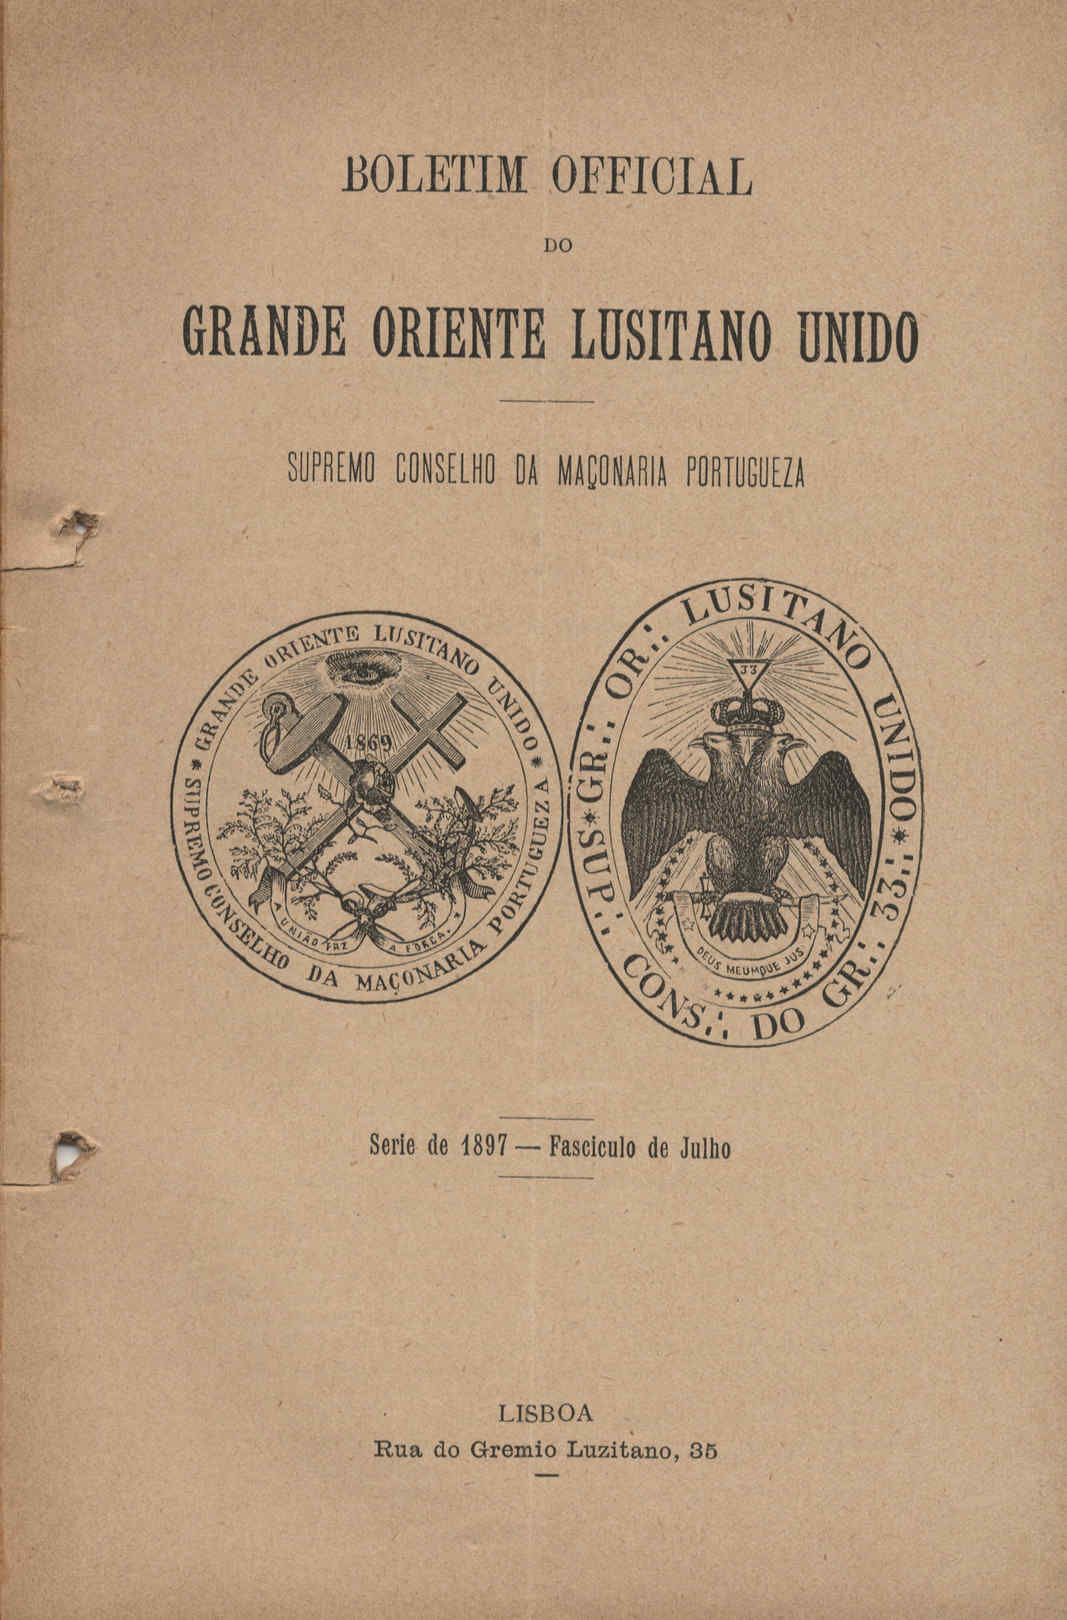 BOLETIM OFFICIAL
DO
GRANDE ORIENTE LUSITANO UNIDO
SUPREMO CONSELHO DA MAÇONARIA PORTUGUEZA
* GRANDE ORIENTE LUSITANO UNIDO *
SUPREMO CONSELHO DA MAÇONARIA PORTUGUEZA
1869
A UNIÃO FAZ A FORÇA.
SUP∴ CONS∴ DO GR∴ 33∴
* GR∴ OR∴ LUSITANO UNIDO *
33
DEUS MEUMQUE JUS
Serie de 1897 — Fasciculo de Julho
LISBOA
Rua do Gremio Luzitano, 35